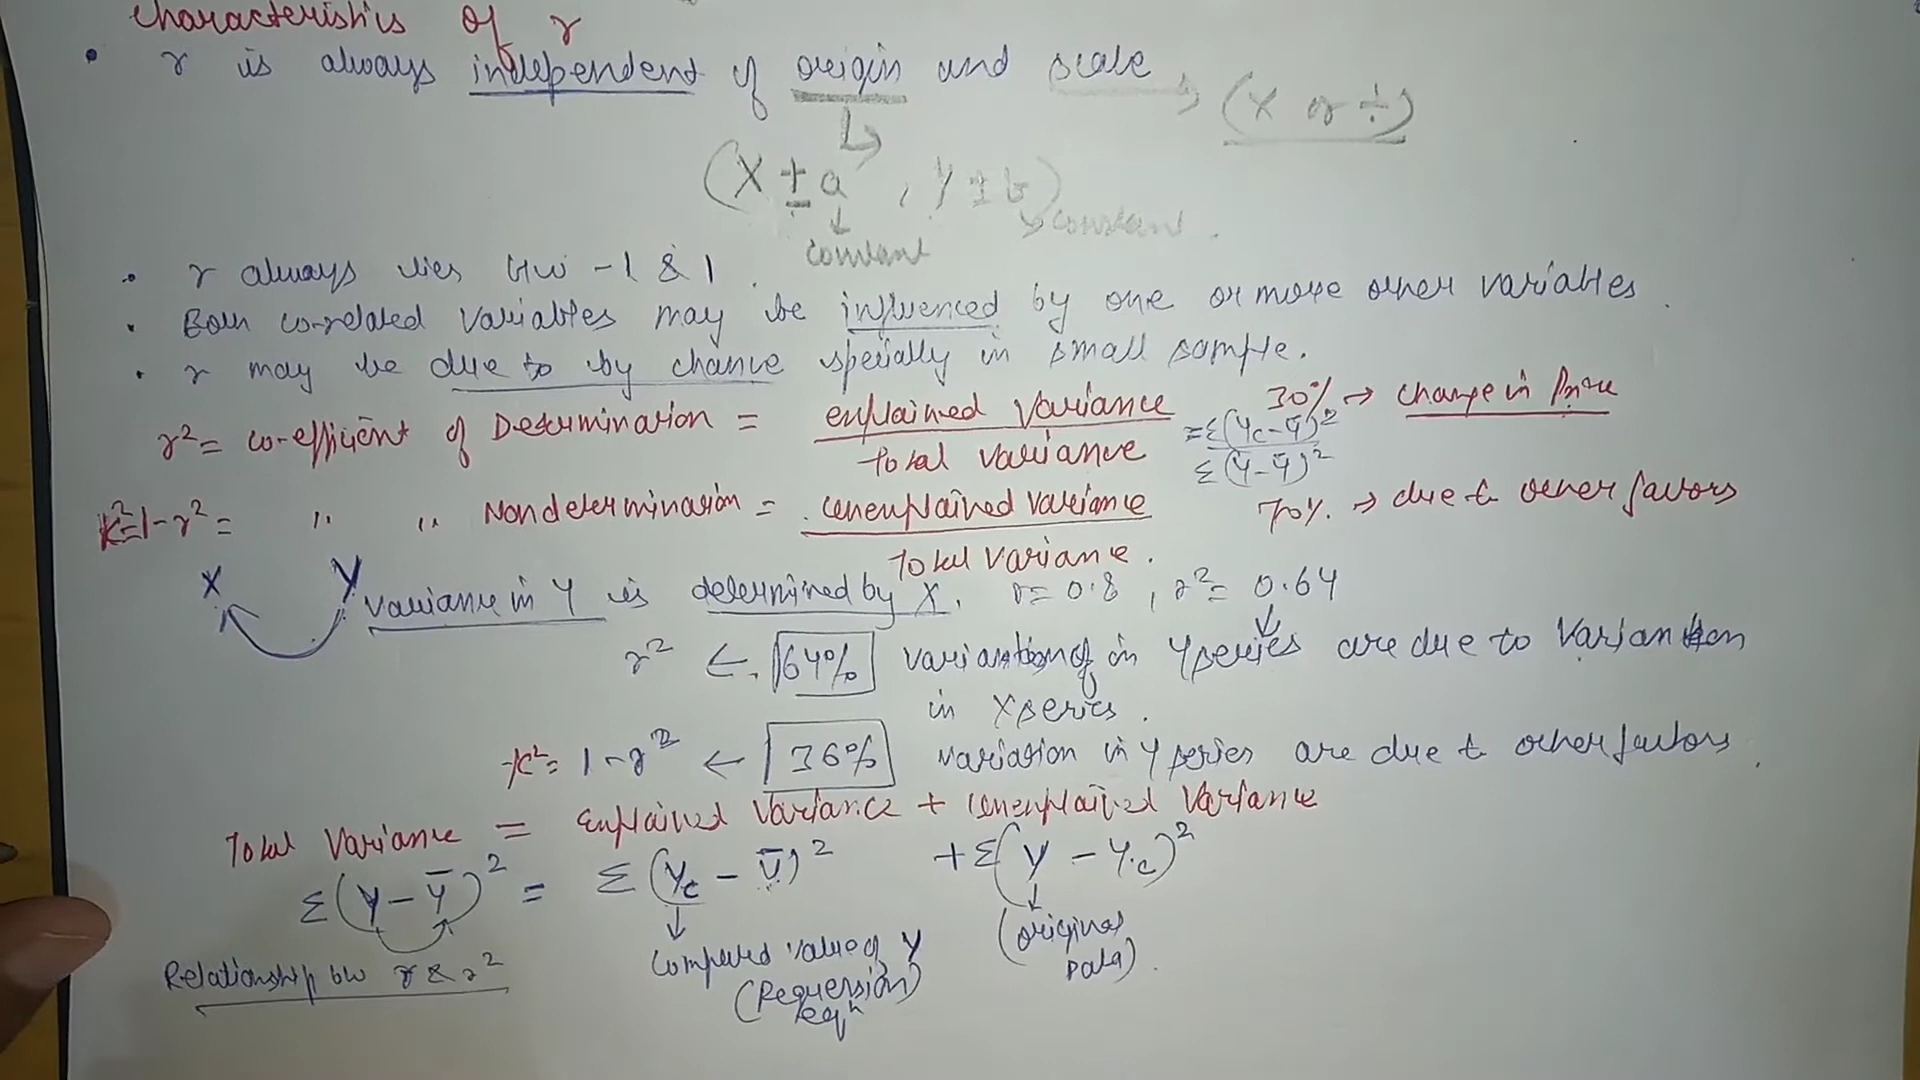 Characteristics of r
• r is always independent of origin and scale → (X or ÷)
(X ± a , Y ± b)
constant constant.
• r always lies btw -1 & 1.
• Both co-related variables may be influenced by one or more other variables.
• r may be due to by chance specially in small sample.
r² = co-efficient of Determination = explained variance / Total variance = Σ(Yc-Ȳ)² / Σ(Y-Ȳ)² 30% → change in Price
K²=1-r² = " " Nondetermination = unexplained variance / Total variance. 70% → due to other factors
X Y variance in Y is determined by X. r = 0.8 , r² = 0.64
r² ← 64% variation in Y series are due to Variation
in X series.
K² = 1-r² ← 36% variation in Y series are due to other factors.
Total Variance = Explained Variance + Unexplained Variance
Σ(Y-Ȳ)² = Σ(Yc - Ȳ)² + Σ(Y - Yc)²
Computed value of Y (original
(Regression data).
eqⁿ)
Relationship bw r & r²